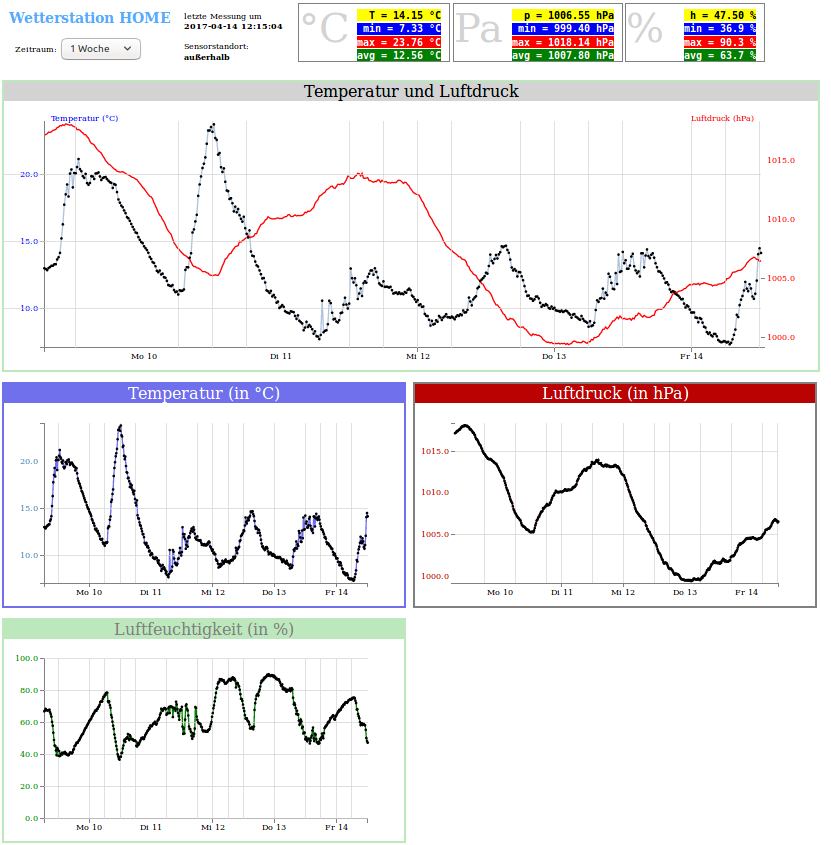 Wetterstation HOME
letzte Messung um
2017-04-14 12:15:04
Zeitraum: 1 Woche
Sensorstandort:
außerhalb
°C
T = 14.15 °C
min = 7.33 °C
max = 23.76 °C
avg = 12.56 °C
Pa
p = 1006.55 hPa
min = 999.40 hPa
max = 1018.14 hPa
avg = 1007.80 hPa
%
h = 47.50 %
min = 36.9 %
max = 90.3 %
avg = 63.7 %
Temperatur und Luftdruck
Temperatur (°C) Luftdruck (hPa)
20.0
15.0
10.0
1015.0
1010.0
1005.0
1000.0
Mo 10 Di 11 Mi 12 Do 13 Fr 14
Temperatur (in °C)
20.0
15.0
10.0
Mo 10 Di 11 Mi 12 Do 13 Fr 14
Luftdruck (in hPa)
1015.0
1010.0
1005.0
1000.0
Mo 10 Di 11 Mi 12 Do 13 Fr 14
Luftfeuchtigkeit (in %)
100.0
80.0
60.0
40.0
20.0
0.0
Mo 10 Di 11 Mi 12 Do 13 Fr 14